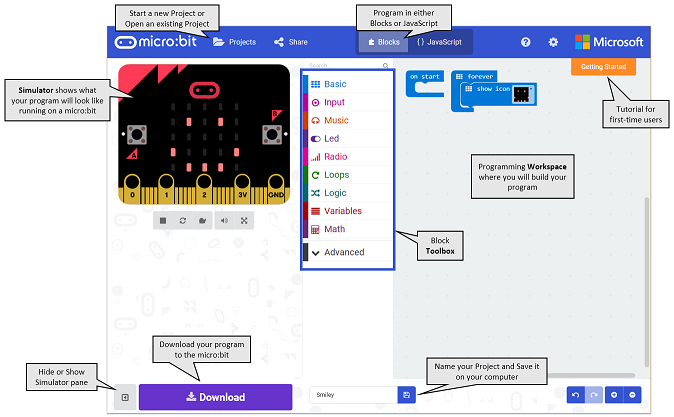 Start a new Project or
Open an existing Project
Program in either
Blocks or JavaScript
micro:bit
Projects
Share
Blocks
{} JavaScript
?
Microsoft
Getting Started
Search...
Simulator shows what
your program will look like
running on a micro:bit
A
B
0 1 2 3V GND
Basic
Input
Music
Led
Radio
Loops
Logic
Variables
Math
Advanced
on start
forever
show icon
Tutorial for
first-time users
Programming Workspace
where you will build your
program
Block
Toolbox
Download your program
to the micro:bit
Hide or Show
Simulator pane
Download
Name your Project and Save it
on your computer
Smiley